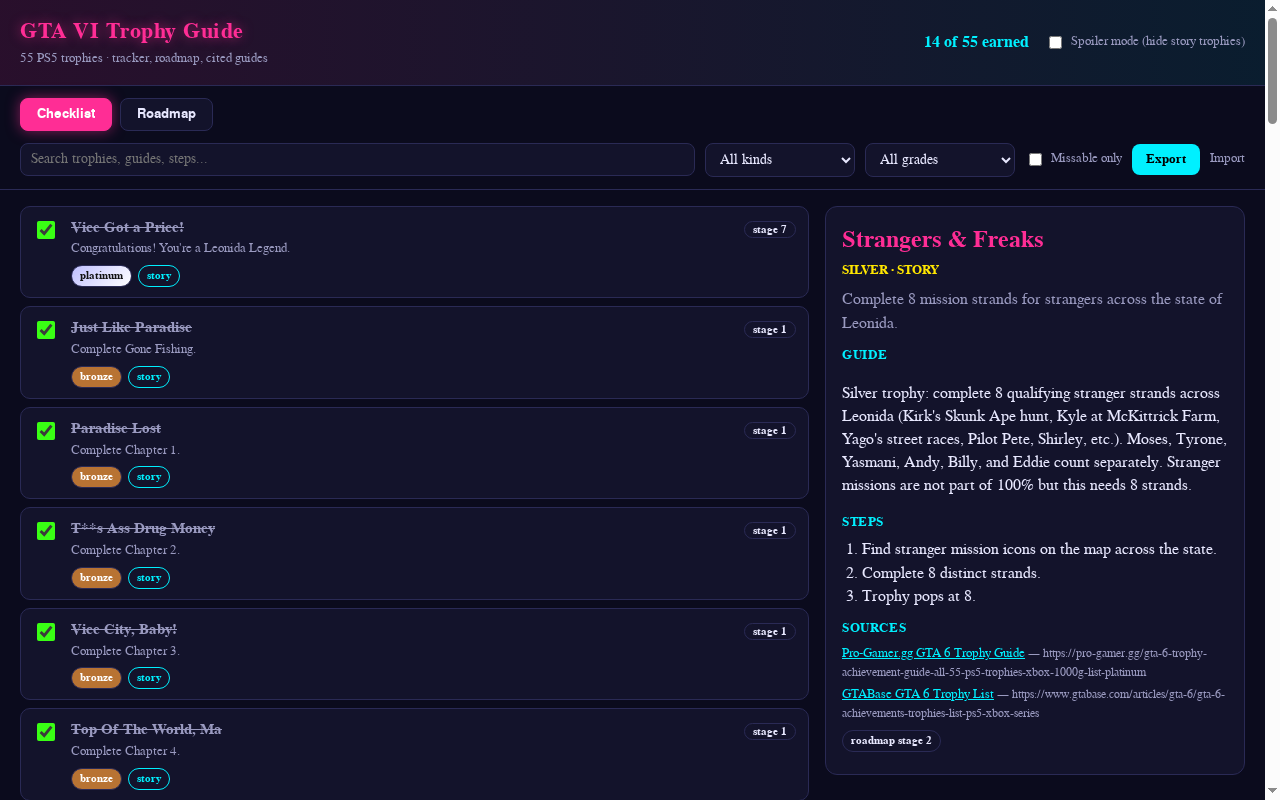 GTA VI Trophy Guide
55 PS5 trophies · tracker, roadmap, cited guides
14 of 55 earned
Spoiler mode (hide story trophies)
Checklist
Roadmap
Search trophies, guides, steps...
All kinds
All grades
Missable only
Export
Import
Vice Got a Price!
stage 7
Congratulations! You're a Leonida Legend.
platinum
story
Just Like Paradise
stage 1
Complete Gone Fishing.
bronze
story
Paradise Lost
stage 1
Complete Chapter 1.
bronze
story
T**s Ass Drug Money
stage 1
Complete Chapter 2.
bronze
story
Vice City, Baby!
stage 1
Complete Chapter 3.
bronze
story
Top Of The World, Ma
stage 1
Complete Chapter 4.
bronze
story
Strangers & Freaks
SILVER · STORY
Complete 8 mission strands for strangers across the state of
Leonida.
GUIDE
Silver trophy: complete 8 qualifying stranger strands across
Leonida (Kirk's Skunk Ape hunt, Kyle at McKittrick Farm,
Yago's street races, Pilot Pete, Shirley, etc.). Moses, Tyrone,
Yasmani, Andy, Billy, and Eddie count separately. Stranger
missions are not part of 100% but this needs 8 strands.
STEPS
1. Find stranger mission icons on the map across the state.
2. Complete 8 distinct strands.
3. Trophy pops at 8.
SOURCES
Pro-Gamer.gg GTA 6 Trophy Guide — https://pro-gamer.gg/gta-6-trophy-
achievement-guide-all-55-ps5-trophies-xbox-1000g-list-platinum
GTABase GTA 6 Trophy List — https://www.gtabase.com/articles/gta-6/gta-6-
achievements-trophies-list-ps5-xbox-series
roadmap stage 2